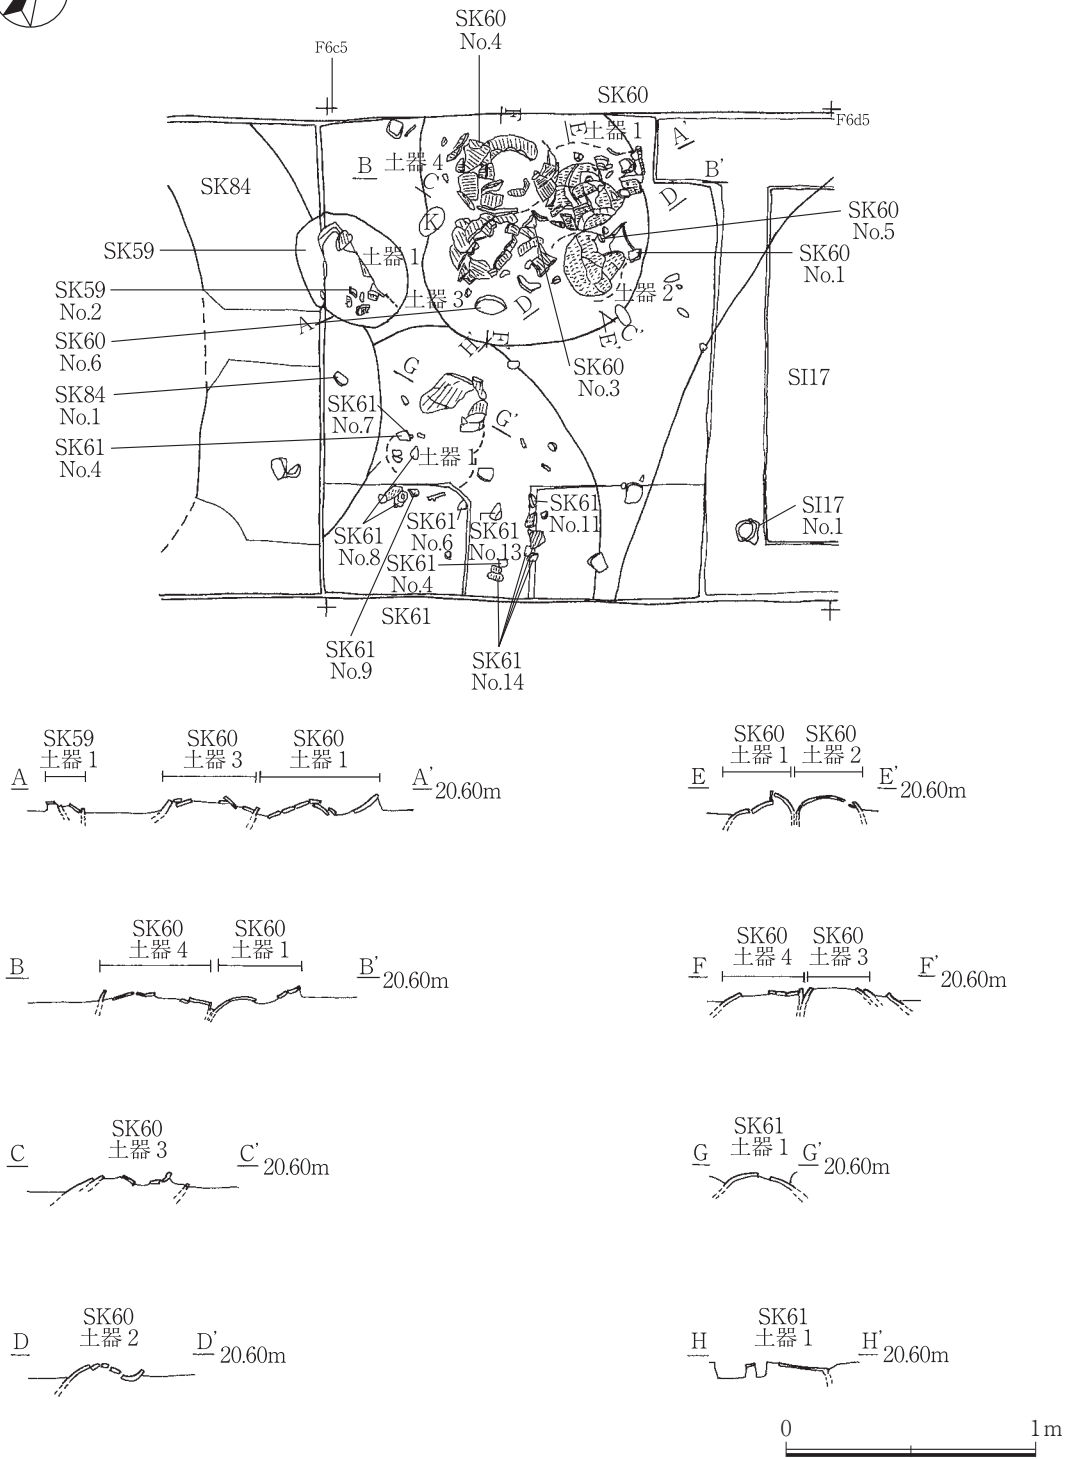 SK60
No.4
F6c5
SK60
F6d5
E
F
土器 1
A'
B
土器 4
B'
C
SK84
D
K
SK60
No.5
SK59
土器 1
SK60
No.1
SK59
No.2
土器 3
土器 2
D'
A
C'
SK60
No.6
H'
E'
F'
G
SK60
No.3
SI17
SK84
No.1
SK61
No.7
G'
SK61
No.4
土器 1
SK61
No.8
SK61
No.6
SK61
No.13
SK61
No.11
SI17
No.1
SK61
No.4
SK61
SK61
No.9
SK61
No.14
SK59
土器 1
SK60
土器 3
SK60
土器 1
A
A'
20.60m
SK60
土器 1
SK60
土器 2
E
E'
20.60m
SK60
土器 4
SK60
土器 1
B
B'
20.60m
SK60
土器 4
SK60
土器 3
F
F'
20.60m
SK60
土器 3
C
C'
20.60m
SK61
土器 1
G
G'
20.60m
SK60
土器 2
D
D'
20.60m
SK61
土器 1
H
H'
20.60m
0
1m